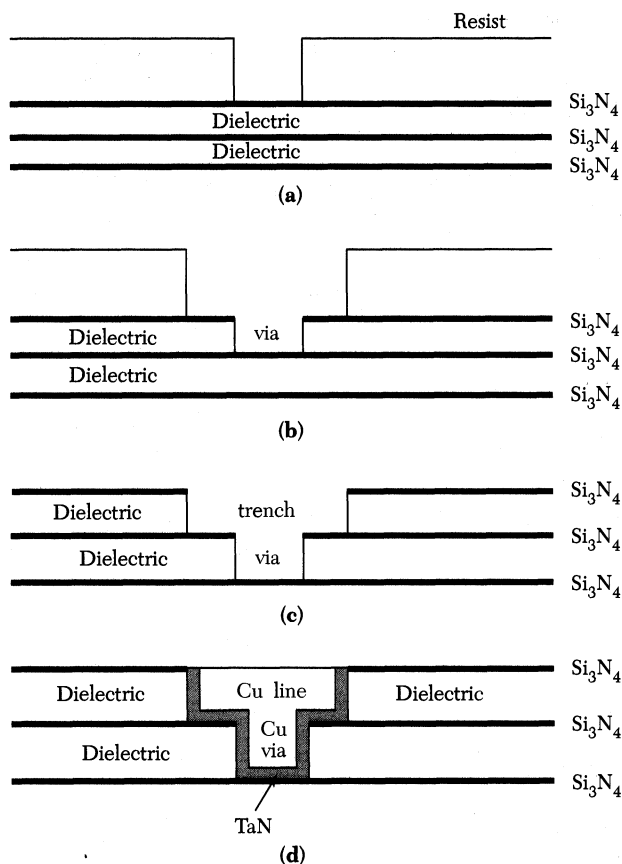 Resist
Si₃N₄
Dielectric
Si₃N₄
Dielectric
Si₃N₄
(a)
Si₃N₄
Dielectric via
Si₃N₄
Dielectric
Si₃N₄
(b)
Si₃N₄
Dielectric trench
Si₃N₄
Dielectric via
Si₃N₄
(c)
Si₃N₄
Dielectric Cu line Dielectric
Si₃N₄
Cu
Dielectric via
Si₃N₄
TaN
(d)